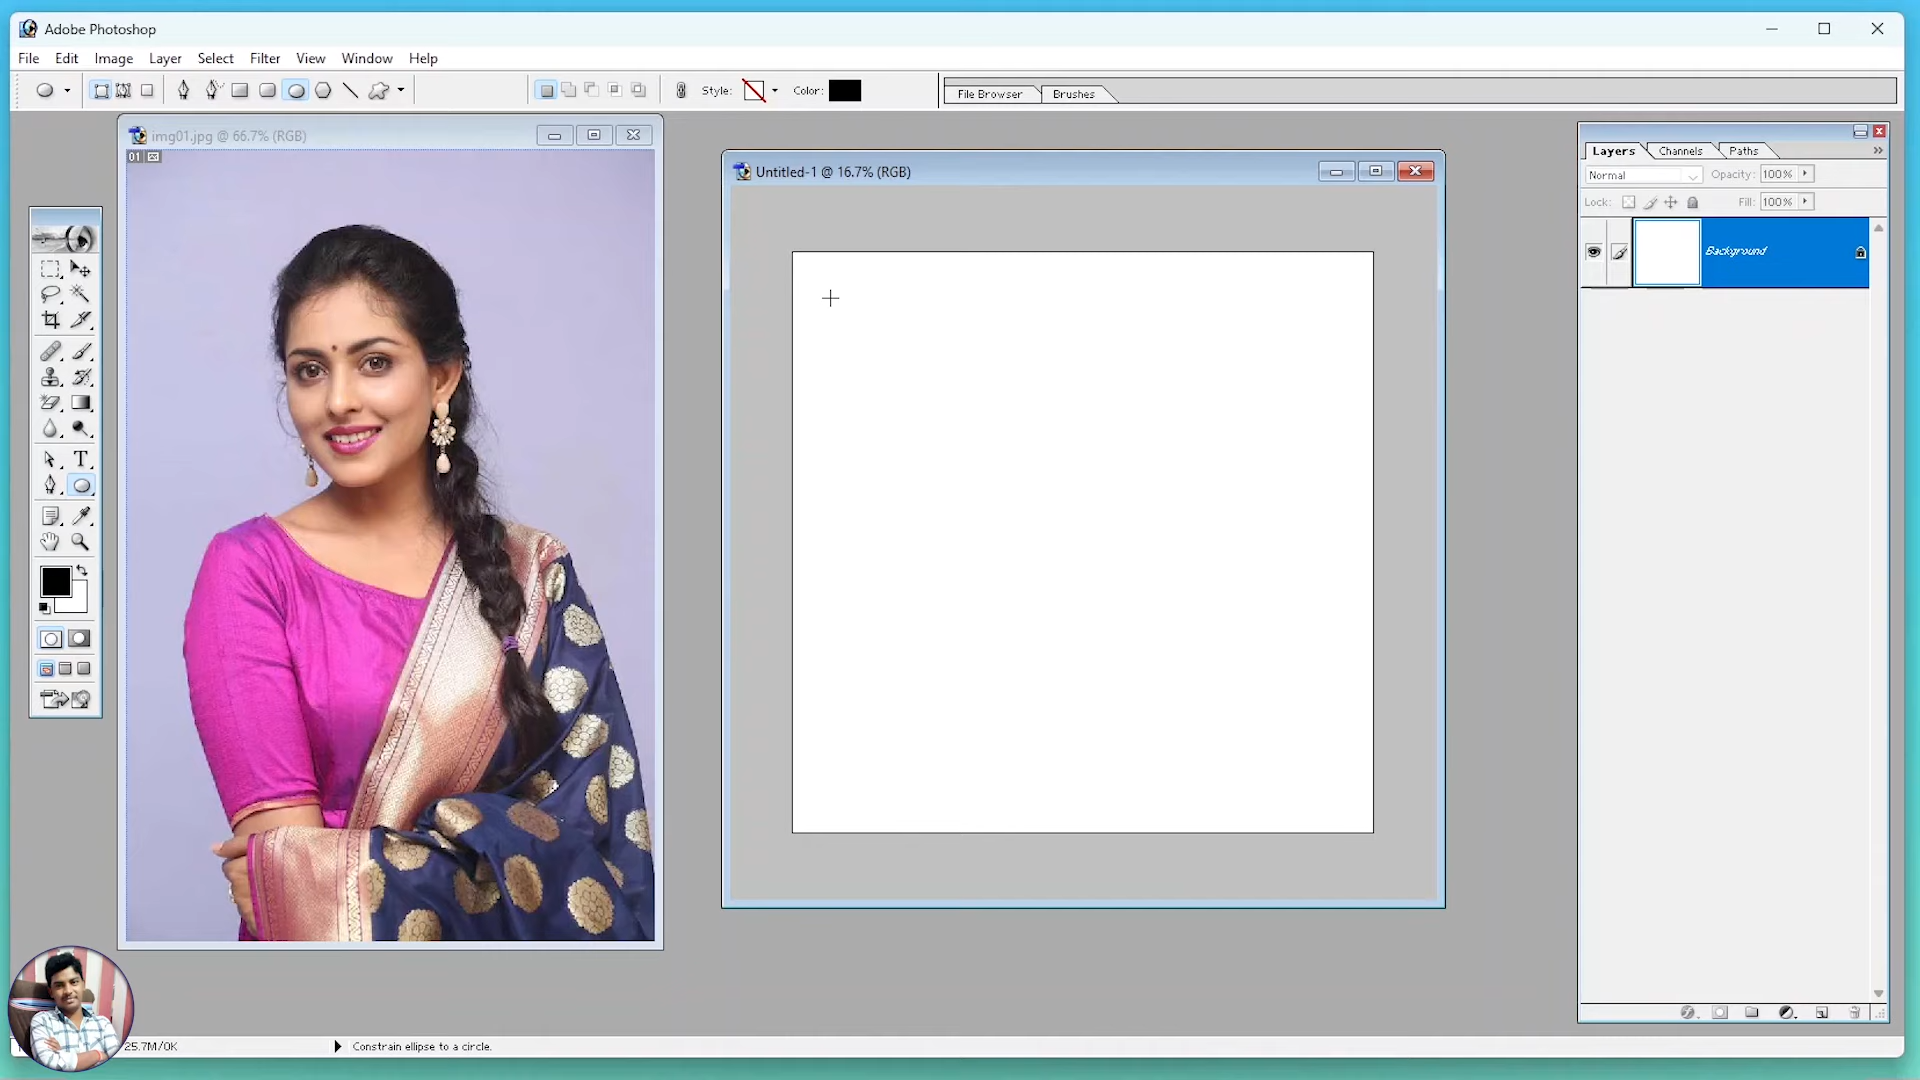 Adobe Photoshop
File Edit Image Layer Select Filter View Window Help
Style: Color: File Browser Brushes
img01.jpg @ 66.7% (RGB)
01
Untitled-1 @ 16.7% (RGB)
Layers Channels Paths
Normal Opacity: 100%
Lock: Fill: 100%
Background
T
25.7M/0K Constrain ellipse to a circle.